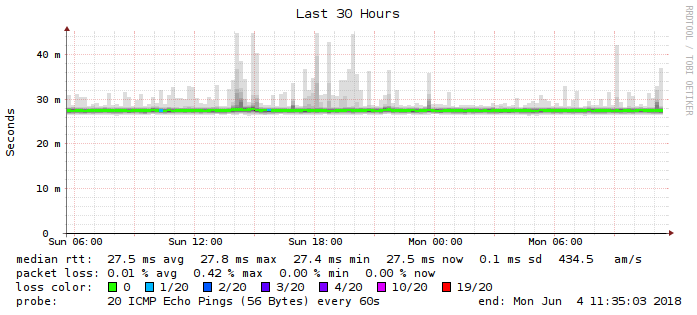 Last 30 Hours
RRDTOOL / TOBI OETIKER
Seconds
40 m
30 m
20 m
10 m
0
Sun 06:00 Sun 12:00 Sun 18:00 Mon 00:00 Mon 06:00
median rtt: 27.5 ms avg 27.8 ms max 27.4 ms min 27.5 ms now 0.1 ms sd 434.5 am/s
packet loss: 0.01 % avg 0.42 % max 0.00 % min 0.00 % now
loss color: 0 1/20 2/20 3/20 4/20 10/20 19/20
probe: 20 ICMP Echo Pings (56 Bytes) every 60s end: Mon Jun 4 11:35:03 2018